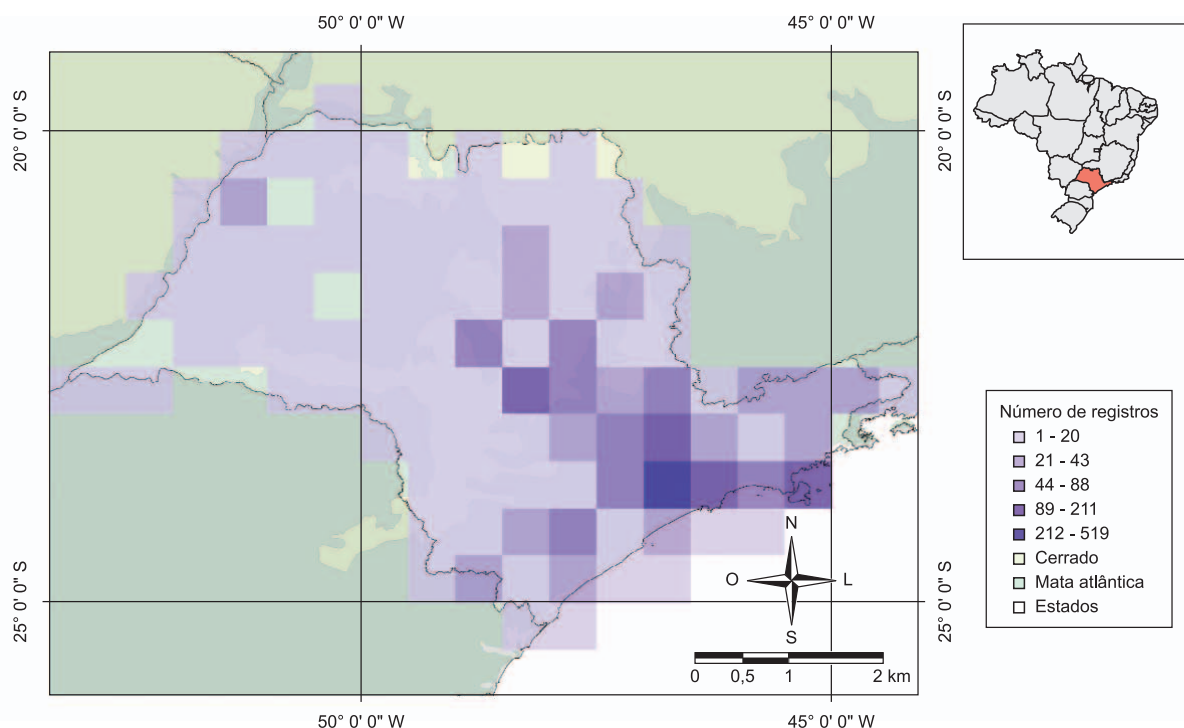 50° 0' 0" W
45° 0' 0" W
20° 0' 0" S
20° 0' 0" S
Número de registros
1 - 20
21 - 43
44 - 88
89 - 211
212 - 519
Cerrado
Mata atlântica
Estados
N
O
L
S
25° 0' 0" S
25° 0' 0" S
0 0,5 1 2 km
50° 0' 0" W
45° 0' 0" W